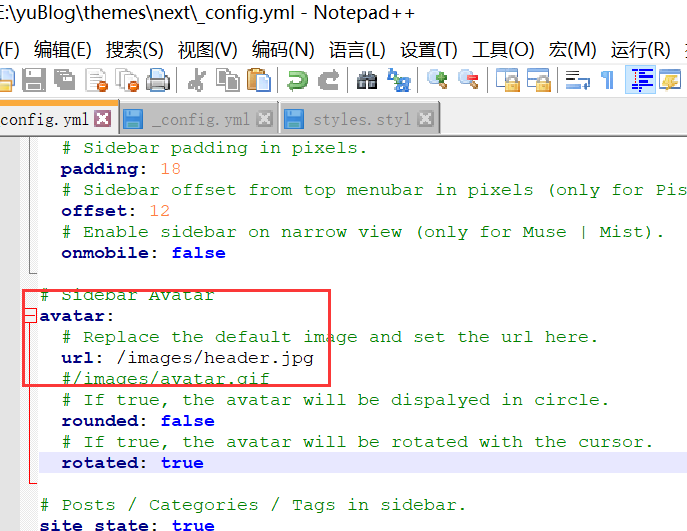 E:\yuBlog\themes\next\_config.yml - Notepad++
(F) 编辑(E) 搜索(S) 视图(V) 编码(N) 语言(L) 设置(T) 工具(O) 宏(M) 运行(R)
config.yml _config.yml styles.styl
# Sidebar padding in pixels.
padding: 18
# Sidebar offset from top menubar in pixels (only for Pis
offset: 12
# Enable sidebar on narrow view (only for Muse | Mist).
onmobile: false
# Sidebar Avatar
avatar:
# Replace the default image and set the url here.
url: /images/header.jpg
#/images/avatar.gif
# If true, the avatar will be dispalyed in circle.
rounded: false
# If true, the avatar will be rotated with the cursor.
rotated: true
# Posts / Categories / Tags in sidebar.
site_state: true